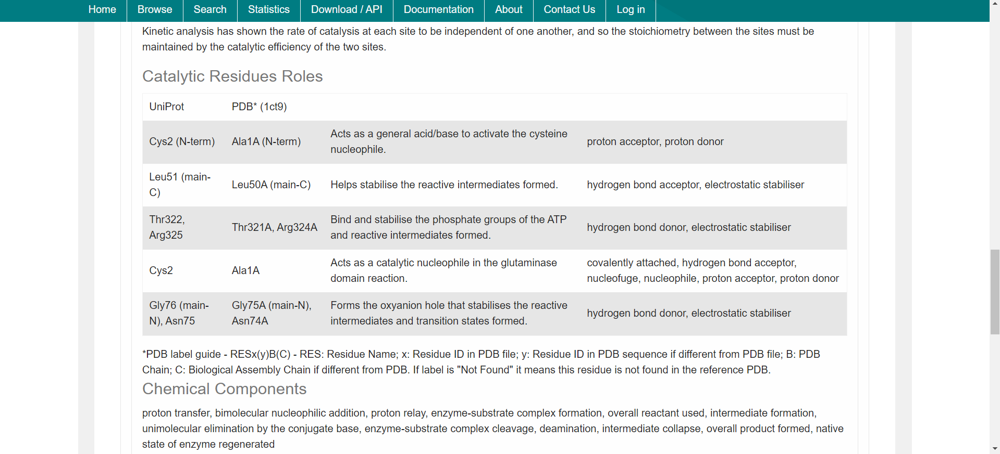 Home Browse Search Statistics Download / API Documentation About Contact Us Log in
Kinetic analysis has shown the rate of catalysis at each site to be independent of one another, and so the stoichiometry between the sites must be
maintained by the catalytic efficiency of the two sites.
Catalytic Residues Roles
UniProt PDB* (1ct9)
Cys2 (N-term) Ala1A (N-term) Acts as a general acid/base to activate the cysteine
nucleophile. proton acceptor, proton donor
Leu51 (main-
C) Leu50A (main-C) Helps stabilise the reactive intermediates formed. hydrogen bond acceptor, electrostatic stabiliser
Thr322,
Arg325 Thr321A, Arg324A Bind and stabilise the phosphate groups of the ATP
and reactive intermediates formed. hydrogen bond donor, electrostatic stabiliser
Cys2 Ala1A Acts as a catalytic nucleophile in the glutaminase
domain reaction. covalently attached, hydrogen bond acceptor,
nucleofuge, nucleophile, proton acceptor, proton donor
Gly76 (main-
N), Asn75 Gly75A (main-N),
Asn74A Forms the oxyanion hole that stabilises the reactive
intermediates and transition states formed. hydrogen bond donor, electrostatic stabiliser
*PDB label guide - RESx(y)B(C) - RES: Residue Name; x: Residue ID in PDB file; y: Residue ID in PDB sequence if different from PDB file; B: PDB
Chain; C: Biological Assembly Chain if different from PDB. If label is "Not Found" it means this residue is not found in the reference PDB.
Chemical Components
proton transfer, bimolecular nucleophilic addition, proton relay, enzyme-substrate complex formation, overall reactant used, intermediate formation,
unimolecular elimination by the conjugate base, enzyme-substrate complex cleavage, deamination, intermediate collapse, overall product formed, native
state of enzyme regenerated